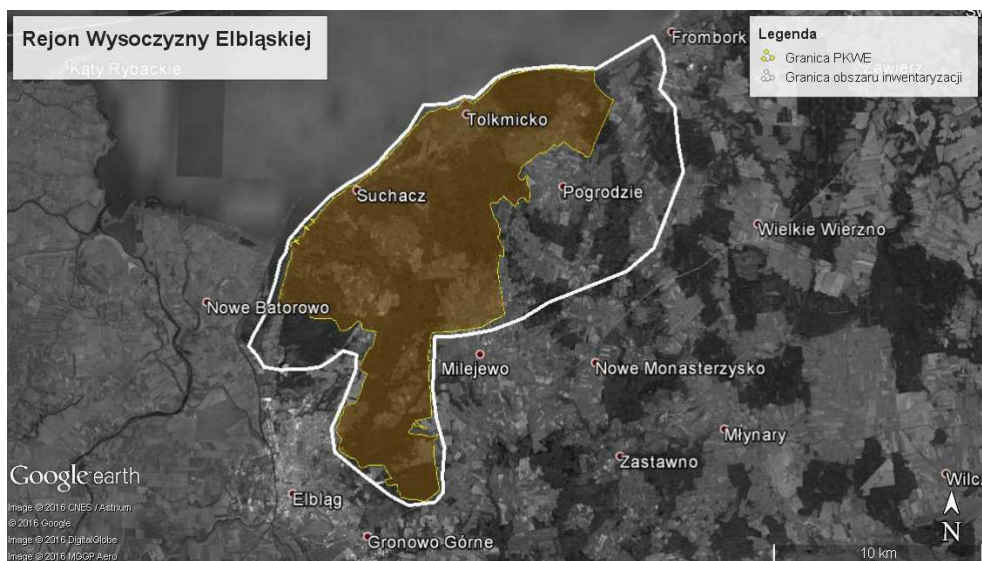 Rejon Wysoczyzny Elbląskiej
Kąty Rybackie
Frombork
Legenda
Granica PKWE
Granica obszaru inwentaryzacji
Tolkmicko
Suchacz
Pogrodzie
Wielkie Wierzno
Nowe Batorowo
Milejewo
Nowe Monasterzysko
Młynary
Zastawno
Wilcz
Elbląg
Gronowo Górne
Google earth
Image © 2016 CNES / Astrium
© 2016 Google
Image © 2016 DigitalGlobe
Image © 2016 MGGP Aero
N
10 km